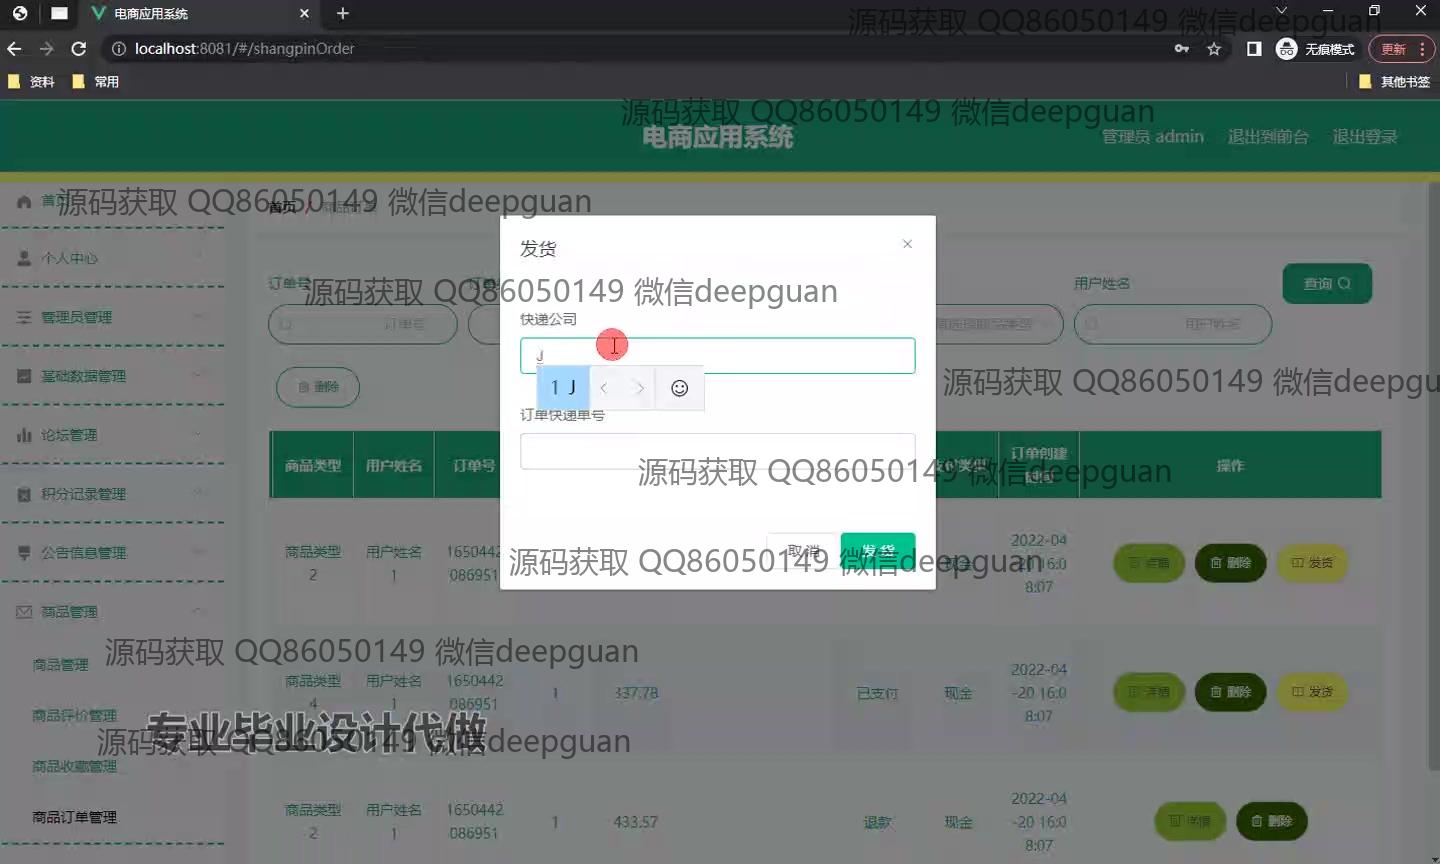 电商应用系统
localhost:8081/#/shangpinOrder
无痕模式
更新
资料
常用
其他书签
源码获取 QQ86050149 微信deepguan
源码获取 QQ86050149 微信deepguan
电商应用系统
管理员 admin
退出到前台
退出登录
首页
源码获取 QQ86050149 微信deepguan
首页 /
个人中心
管理员管理
基础数据管理
论坛管理
积分记录管理
公告信息管理
商品管理
商品管理
商品评价管理
商品收藏管理
商品订单管理
订单号
源码获取 QQ86050149 微信deepguan
用户姓名
查询
订单号
用户姓名
删除
源码获取 QQ86050149 微信deepgu
发货
快递公司
J
1 J
订单快递单号
取消
发货
源码获取 QQ86050149 微信deepguan
源码获取 QQ86050149 微信deepguan
商品类型
用户姓名
订单号
支付类型
订单创建时间
操作
商品类型2
用户姓名1
1650442086951
现金
2022-04-20 16:08:07
详情
删除
发货
源码获取 QQ86050149 微信deepguan
商品类型4
用户姓名1
1650442086951
1
337.78
已支付
现金
2022-04-20 16:08:07
详情
删除
发货
专业毕业设计代做
源码获取 QQ86050149 微信deepguan
商品类型2
用户姓名1
1650442086951
1
433.57
退款
现金
2022-04-20 16:08:07
详情
删除